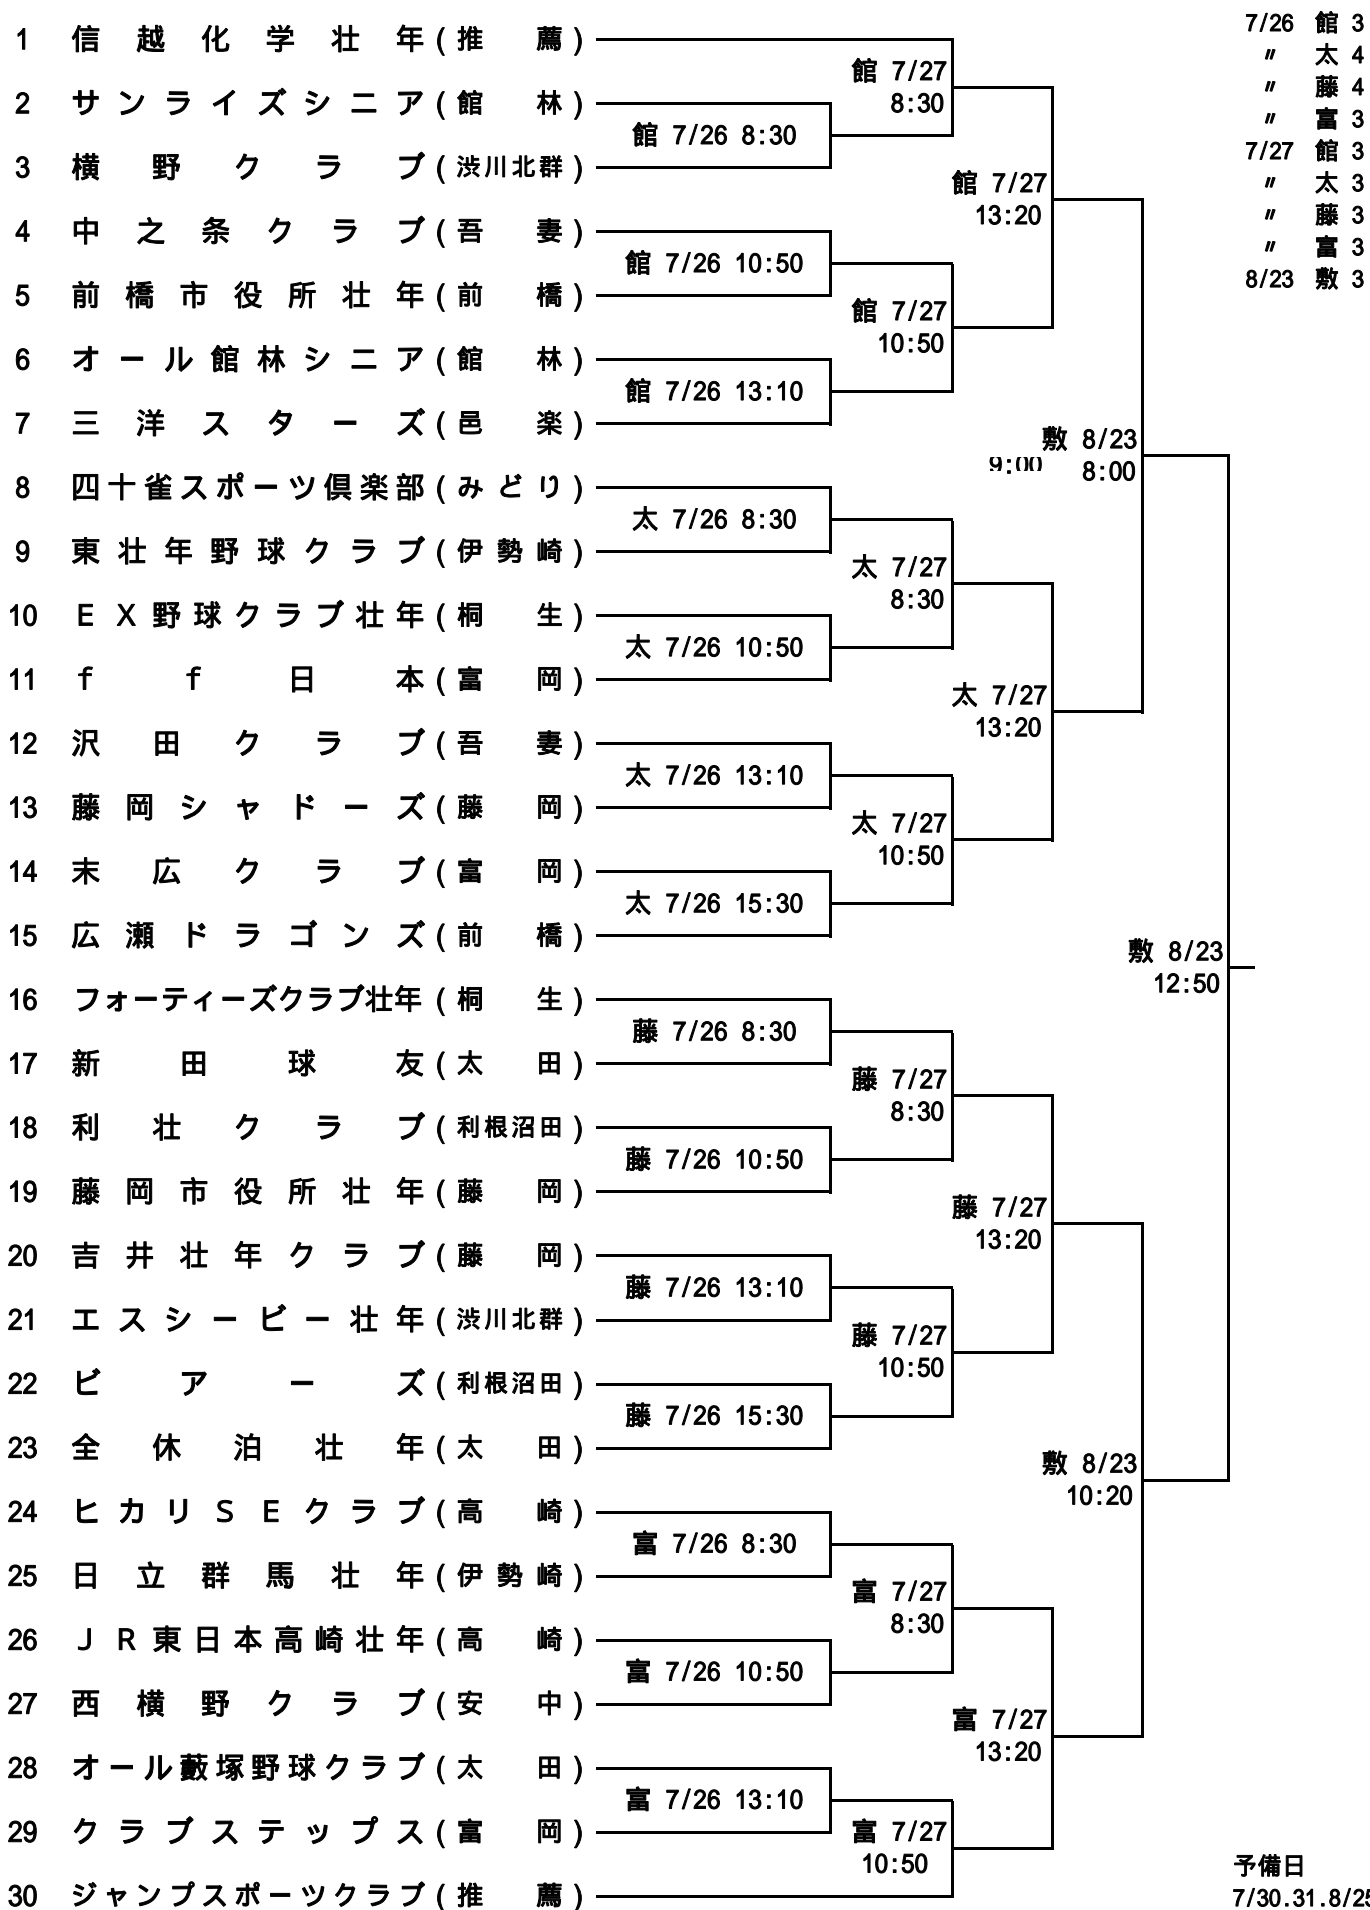 7/26 館 3
1 信越化学壮年(推薦)
〃 太 4
館 7/27
8:30
〃 藤 4
2 サンライズシニア(館林)
〃 富 3
館 7/26 8:30
7/27 館 3
3 横野クラブ(渋川北群)
〃 太 3
館 7/27
13:20
〃 藤 3
4 中之条クラブ(吾妻)
〃 富 3
館 7/26 10:50
8/23 敷 3
5 前橋市役所壮年(前橋)
館 7/27
10:50
6 オール館林シニア(館林)
館 7/26 13:10
7 三洋スターズ(邑楽)
敷 8/23
9:00 8:00
8 四十雀スポーツ倶楽部(みどり)
太 7/26 8:30
9 東壮年野球クラブ(伊勢崎)
太 7/27
8:30
10 EX野球クラブ壮年(桐生)
太 7/26 10:50
11 ff日本(富岡)
太 7/27
13:20
12 沢田クラブ(吾妻)
太 7/26 13:10
13 藤岡シャドーズ(藤岡)
太 7/27
10:50
14 末広クラブ(富岡)
太 7/26 15:30
15 広瀬ドラゴンズ(前橋)
敷 8/23
12:50
16 フォーティーズクラブ壮年(桐生)
藤 7/26 8:30
17 新田球友(太田)
藤 7/27
8:30
18 利壮クラブ(利根沼田)
藤 7/26 10:50
19 藤岡市役所壮年(藤岡)
藤 7/27
13:20
20 吉井壮年クラブ(藤岡)
藤 7/26 13:10
21 エスシービー壮年(渋川北群)
藤 7/27
10:50
22 ビアーズ(利根沼田)
藤 7/26 15:30
23 全休泊壮年(太田)
敷 8/23
10:20
24 ヒカリSEクラブ(高崎)
富 7/26 8:30
25 日立群馬壮年(伊勢崎)
富 7/27
8:30
26 JR東日本高崎壮年(高崎)
富 7/26 10:50
27 西横野クラブ(安中)
富 7/27
13:20
28 オール藪塚野球クラブ(太田)
富 7/26 13:10
29 クラブステップス(富岡)
富 7/27
10:50
予備日
30 ジャンプスポーツクラブ(推薦)
7/30.31.8/25